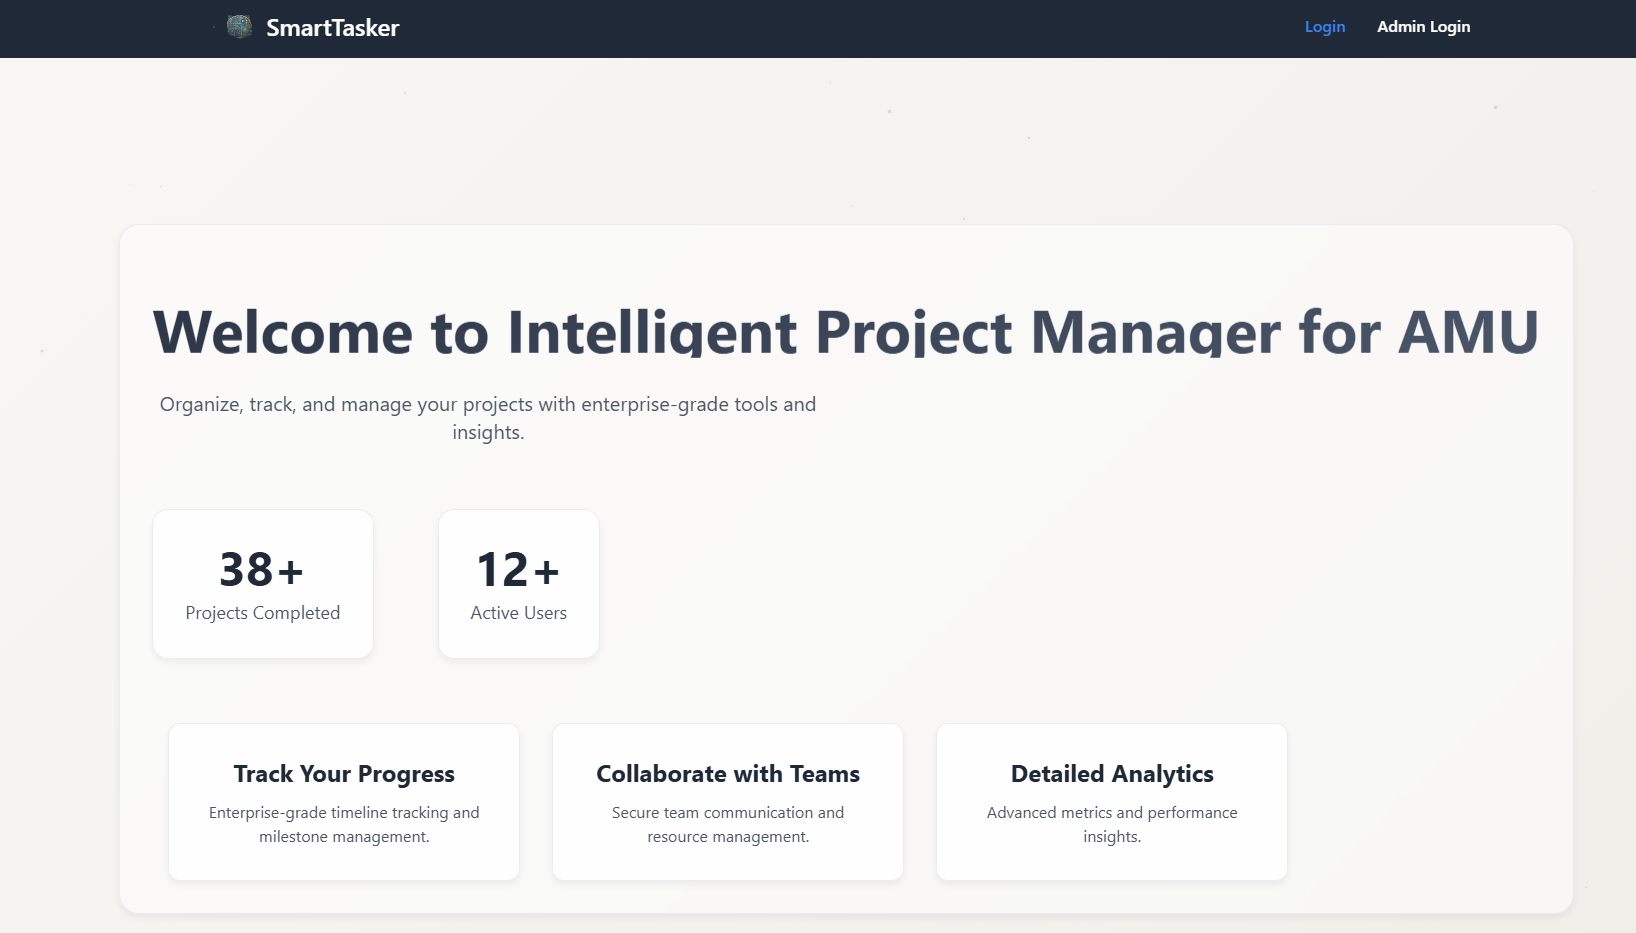 SmartTasker
Login
Admin Login
Welcome to Intelligent Project Manager for AMU
Organize, track, and manage your projects with enterprise-grade tools and
insights.
38+
Projects Completed
12+
Active Users
Track Your Progress
Enterprise-grade timeline tracking and
milestone management.
Collaborate with Teams
Secure team communication and
resource management.
Detailed Analytics
Advanced metrics and performance
insights.